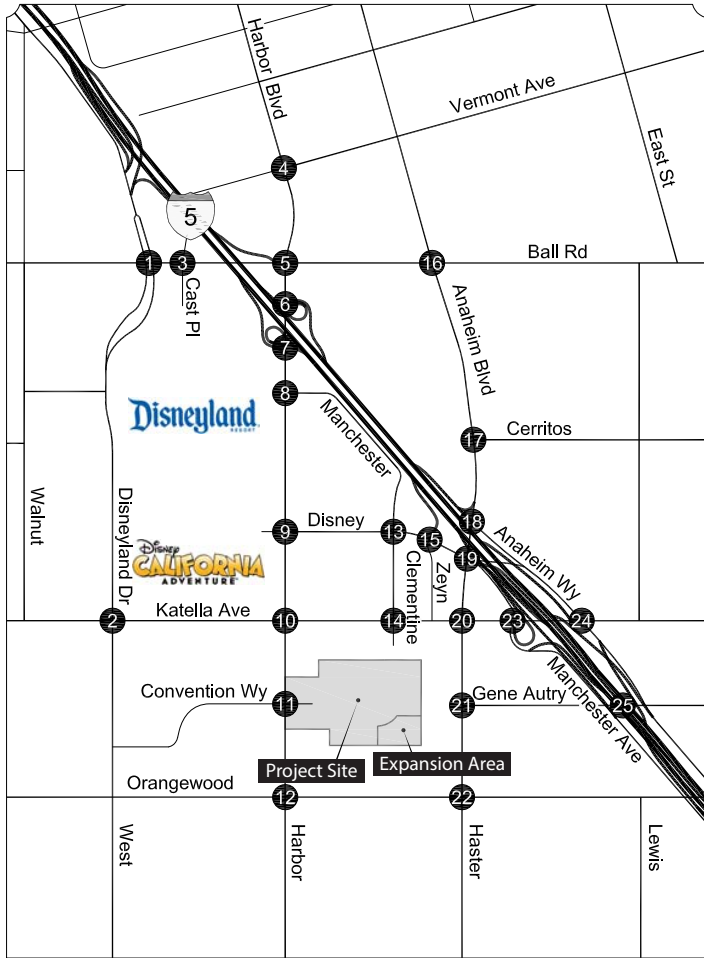 Harbor Blvd
Vermont Ave
East St
4
5
1
3
5
16
Ball Rd
Cast Pl
6
Anaheim Blvd
7
8
Manchester
Disneyland
RESORT
17
Cerritos
Walnut
Disneyland Dr
9
Disney
13
15
18
19
Anaheim Wy
Disney
CALIFORNIA
ADVENTURE
Clementine
Zeyn
2
Katella Ave
10
14
20
23
24
Convention Wy
11
21
Gene Autry
25
Manchester Ave
Project Site
Expansion Area
Orangewood
12
22
West
Harbor
Haster
Lewis